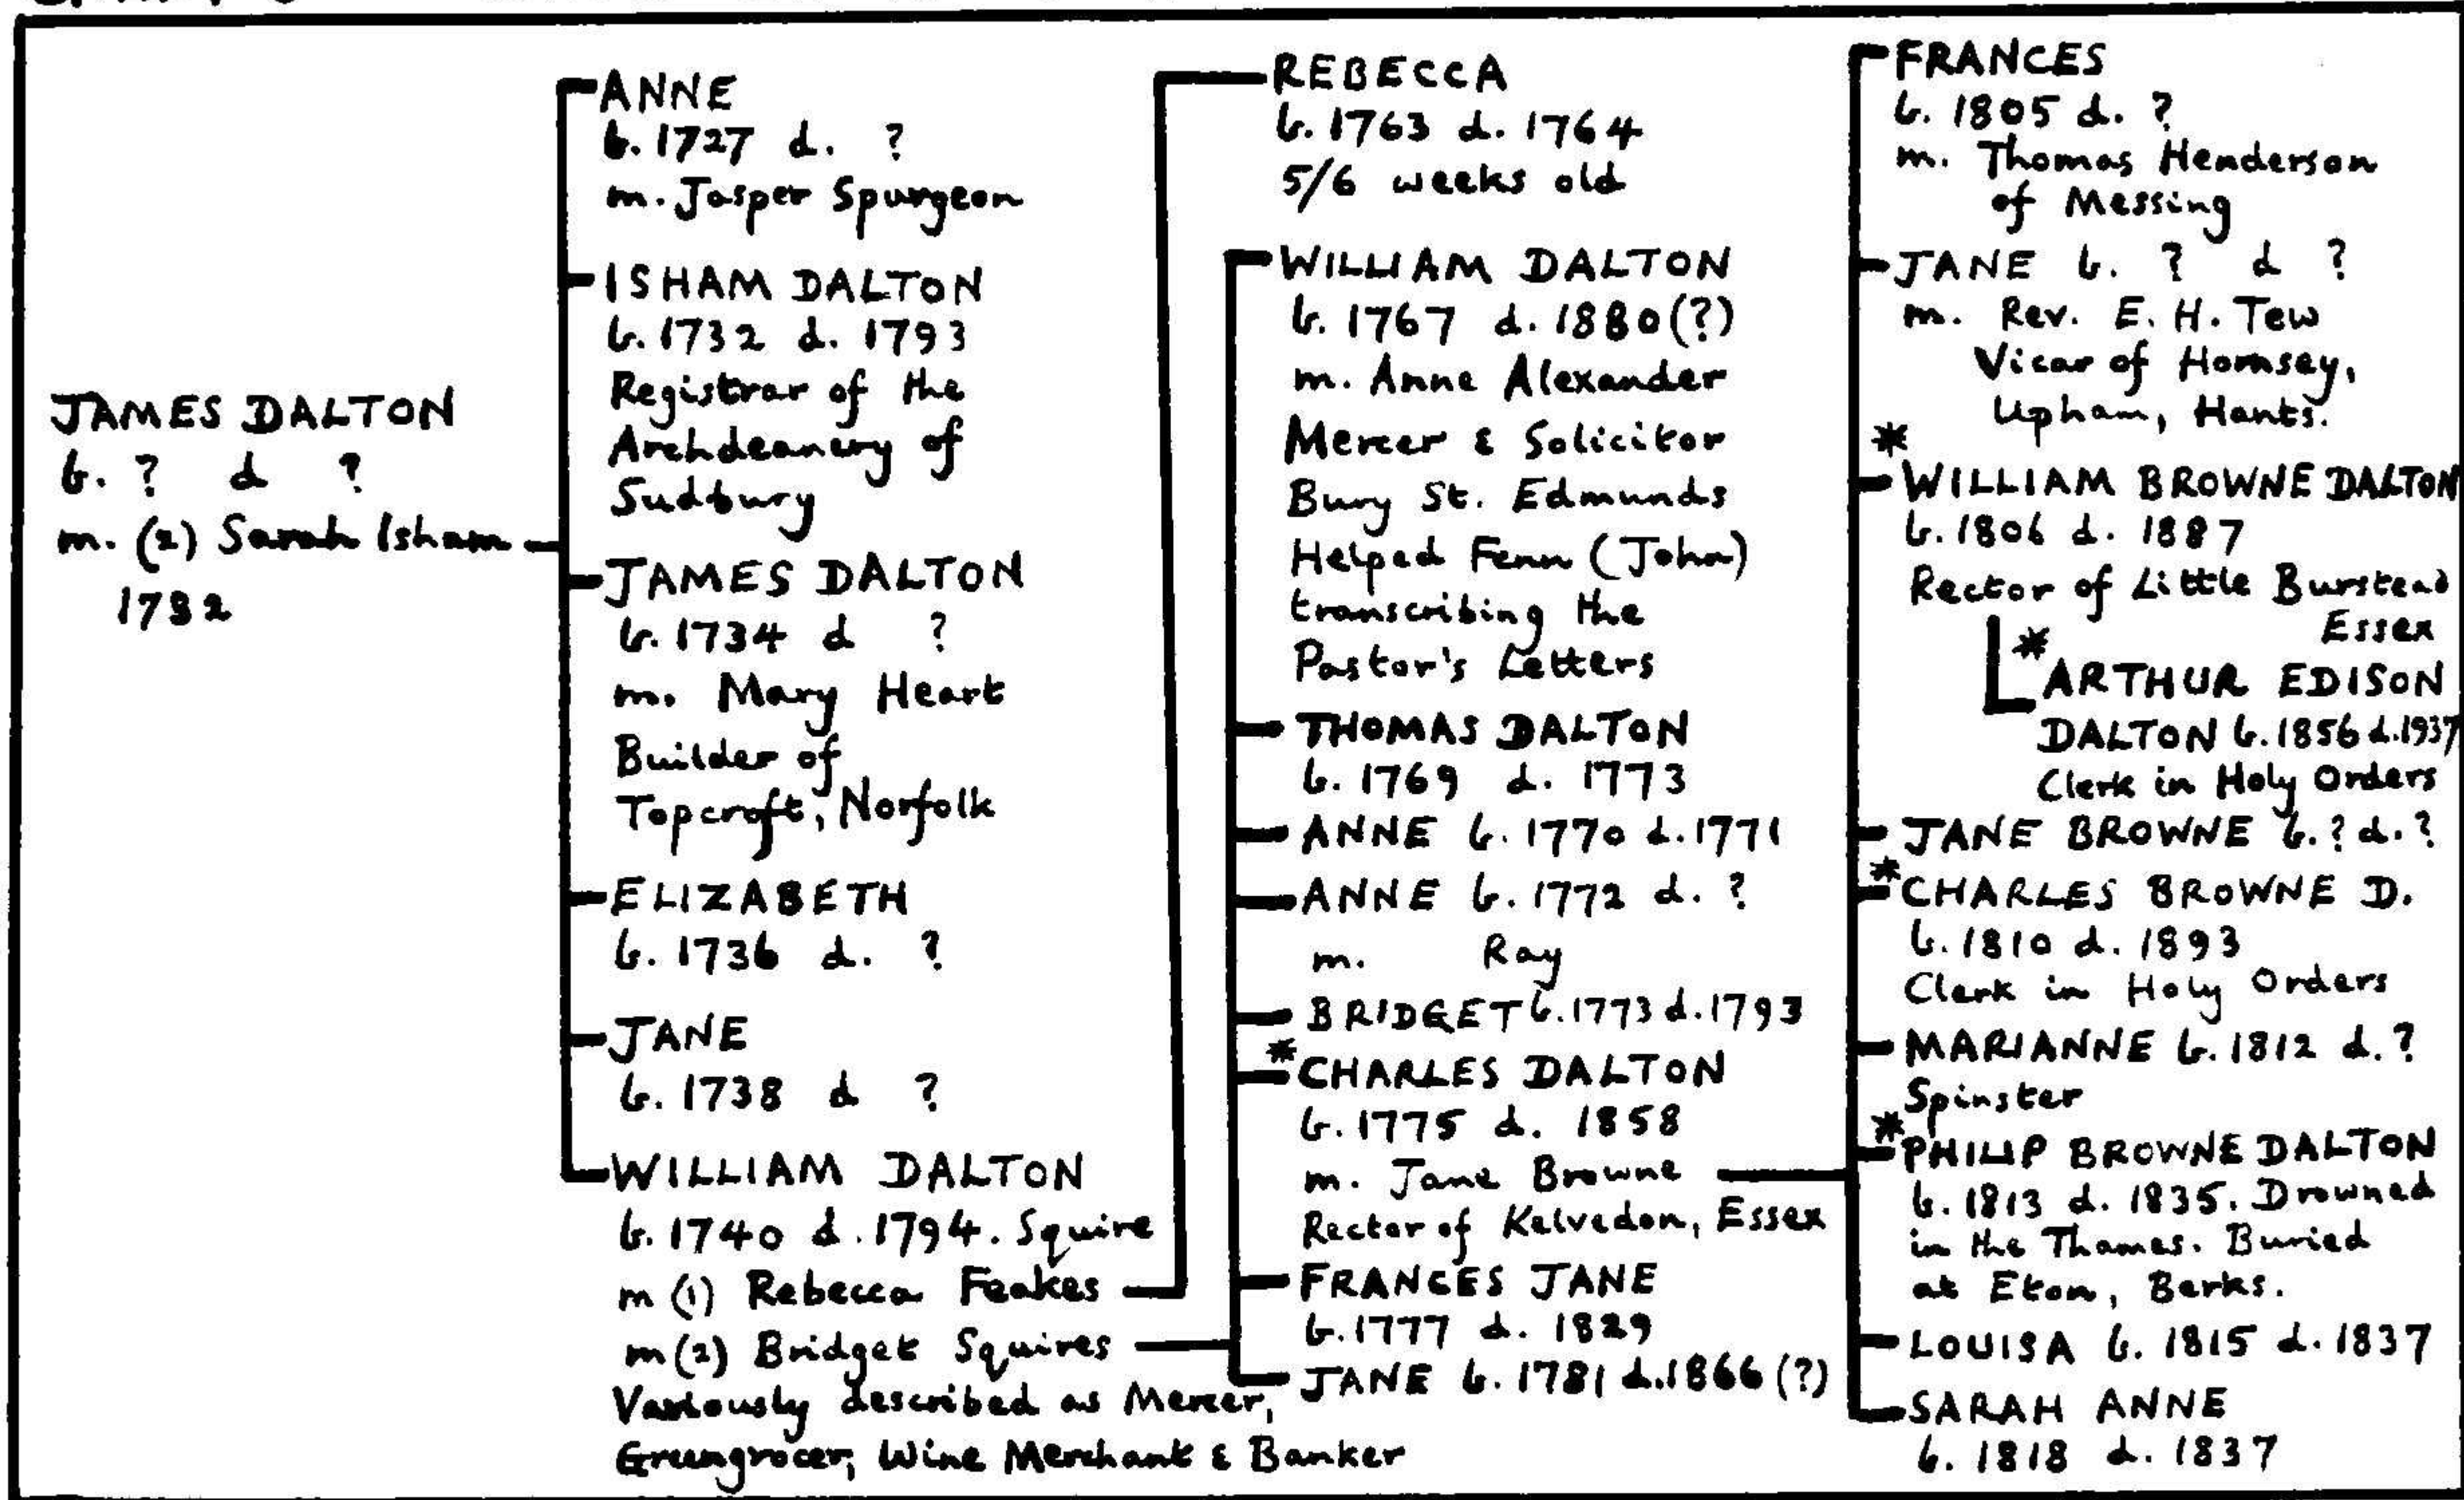 JAMES DALTON
b. ? d ?
m. (2) Sarah Isham
1732
ANNE
b. 1727 d. ?
m. Jasper Spurgeon
ISHAM DALTON
b. 1732 d. 1793
Registrar of the
Archdeanery of
Sudbury
JAMES DALTON
b. 1734 d ?
m. Mary Heart
Builder of
Topcroft, Norfolk
ELIZABETH
b. 1736 d. ?
JANE
b. 1738 d ?
WILLIAM DALTON
b. 1740 d. 1794. Squire
m (1) Rebecca Feakes
m (2) Bridget Squires
Variously described as Mercer,
Greengrocer, Wine Merchant & Banker
REBECCA
b. 1763 d. 1764
5/6 weeks old
WILLIAM DALTON
b. 1767 d. 1880 (?)
m. Anne Alexander
Mercer & Solicitor
Bury St. Edmunds
Helped Fenn (John)
transcribing the
Paston's Letters
THOMAS DALTON
b. 1769 d. 1773
ANNE b. 1770 d. 1771
ANNE b. 1772 d. ?
m. Ray
BRIDGET b. 1773 d. 1793
* CHARLES DALTON
b. 1775 d. 1858
m. Jane Browne
Rector of Kelvedon, Essex
FRANCES JANE
b. 1777 d. 1829
JANE b. 1781 d. 1866 (?)
FRANCES
b. 1805 d. ?
m. Thomas Henderson
of Messing
JANE b. ? d ?
m. Rev. E. H. Tew
Vicar of Hornsey,
Upham, Hants.
*
WILLIAM BROWNE DALTON
b. 1806 d. 1887
Rector of Little Burstead
Essex
*
ARTHUR EDISON
DALTON b. 1856 d. 1937
Clerk in Holy Orders
JANE BROWNE b. ? d. ?
* CHARLES BROWNE D.
b. 1810 d. 1893
Clerk in Holy Orders
MARIANNE b. 1812 d. ?
Spinster
* PHILIP BROWNE DALTON
b. 1813 d. 1835. Drowned
in the Thames. Buried
at Eton, Berks.
LOUISA b. 1815 d. 1837
SARAH ANNE
b. 1818 d. 1837